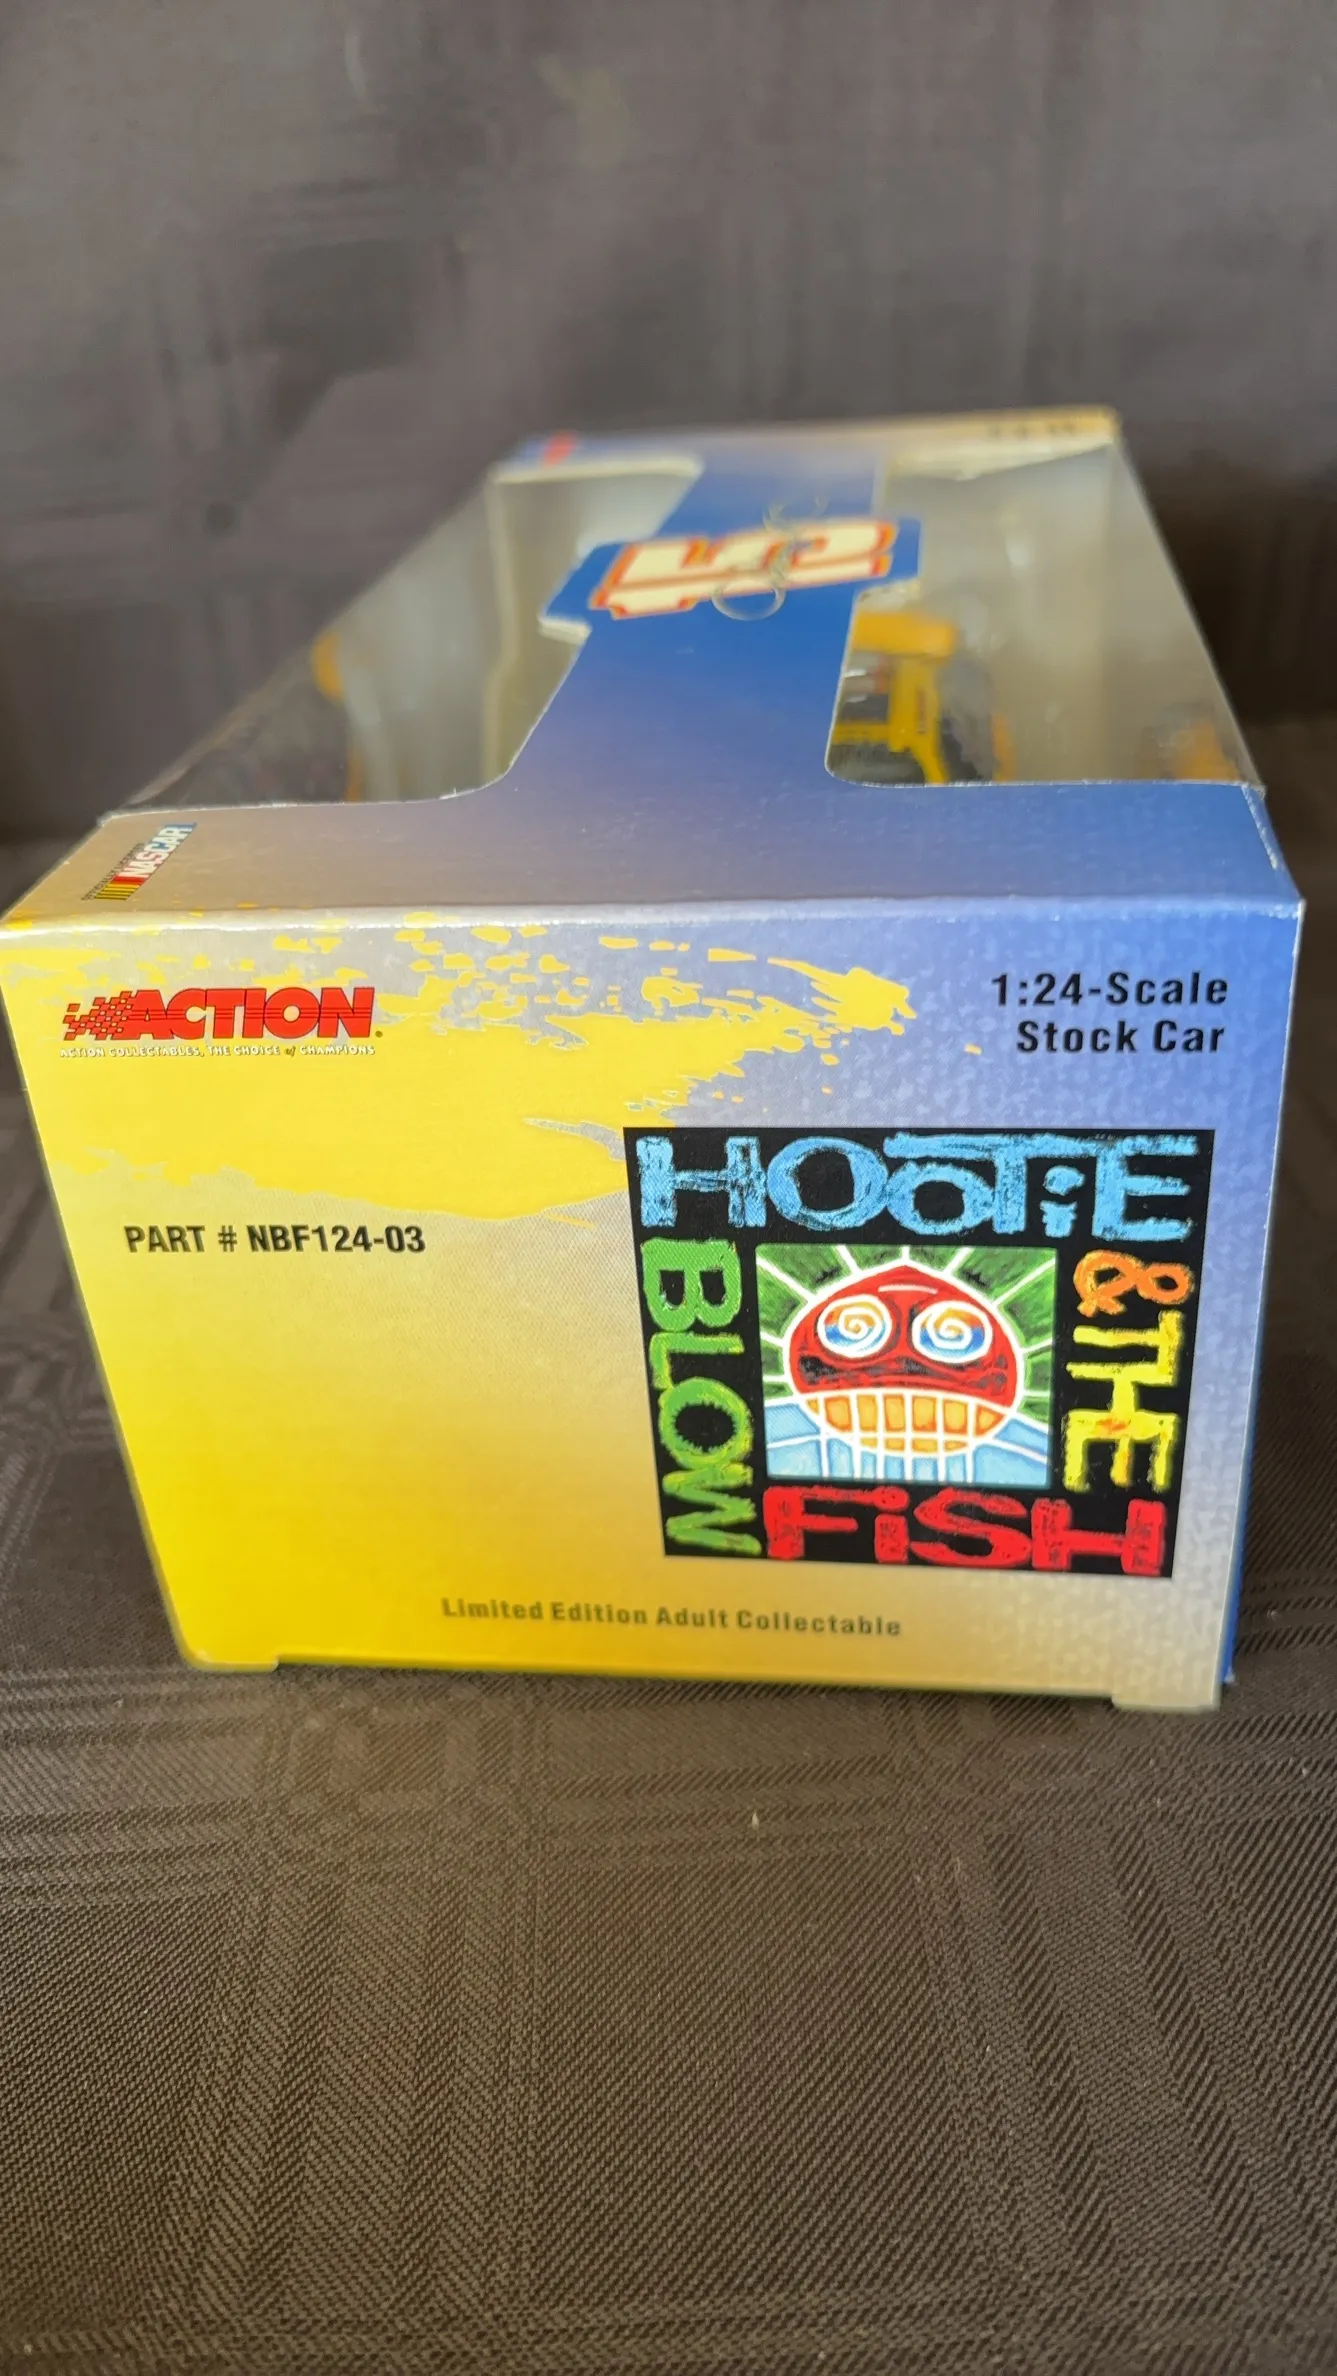 NASCAR
ACTION
ACTION COLLECTABLES, THE CHOICE of CHAMPIONS
1:24-Scale
Stock Car
PART # NBF124-03
HOOTiE
& THE
BLOW
FiSH
Limited Edition Adult Collectable